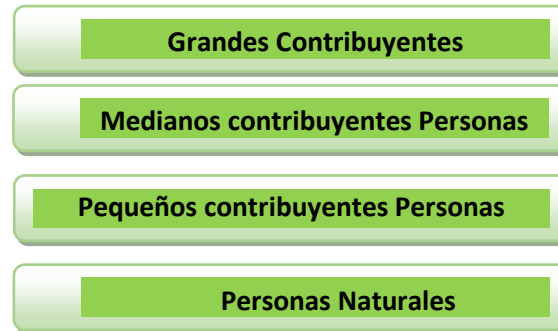 Grandes Contribuyentes
Medianos contribuyentes Personas
Pequeños contribuyentes Personas
Personas Naturales